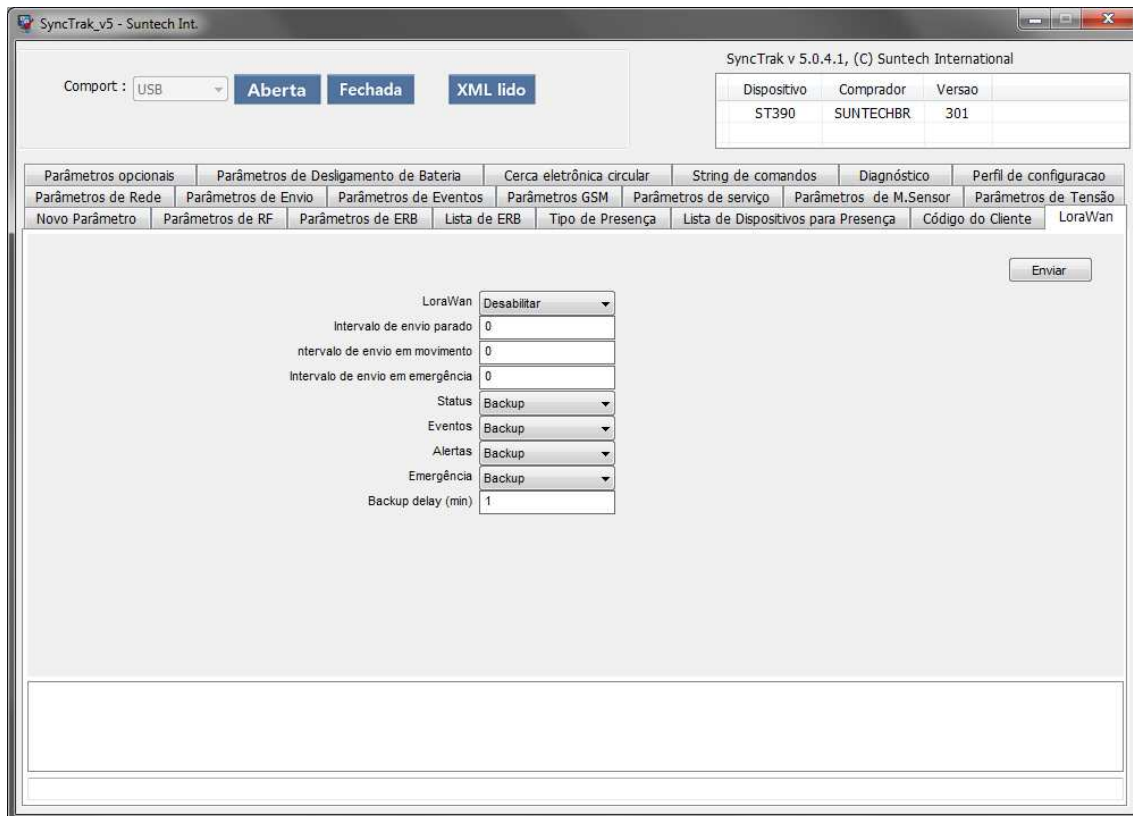 SyncTrak_v5 - Suntech Int.
SyncTrak v 5.0.4.1, (C) Suntech International
Comport : USB Aberta Fechada XML lido
Dispositivo Comprador Versao
ST390 SUNTECHBR 301
Parâmetros opcionais Parâmetros de Desligamento de Bateria Cerca eletrônica circular String de comandos Diagnóstico Perfil de configuracao
Parâmetros de Rede Parâmetros de Envio Parâmetros de Eventos Parâmetros GSM Parâmetros de serviço Parâmetros de M.Sensor Parâmetros de Tensão
Novo Parâmetro Parâmetros de RF Parâmetros de ERB Lista de ERB Tipo de Presença Lista de Dispositivos para Presença Código do Cliente LoraWan
Enviar
LoraWan Desabilitar
Intervalo de envio parado 0
ntervalo de envio em movimento 0
Intervalo de envio em emergência 0
Status Backup
Eventos Backup
Alertas Backup
Emergência Backup
Backup delay (min) 1